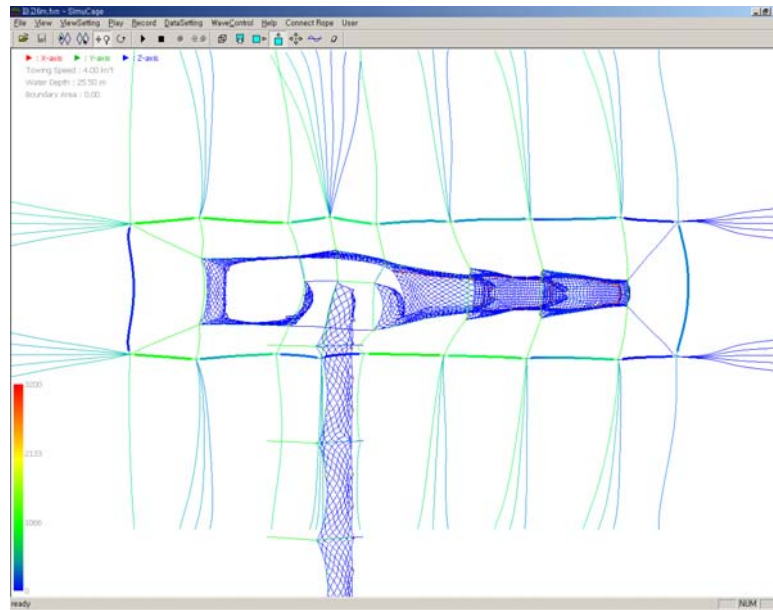 D:₩26m.txn - SimuCage
File View ViewSetting Play Record DataSetting WaveControl Help Connect Rope User
: X-axis : Y-axis : Z-axis
Towing Speed : 4.00 kn't
Water Depth : 25.50 m
Boundary Area : 0.00
3200
2133
1066
0
ready NUM